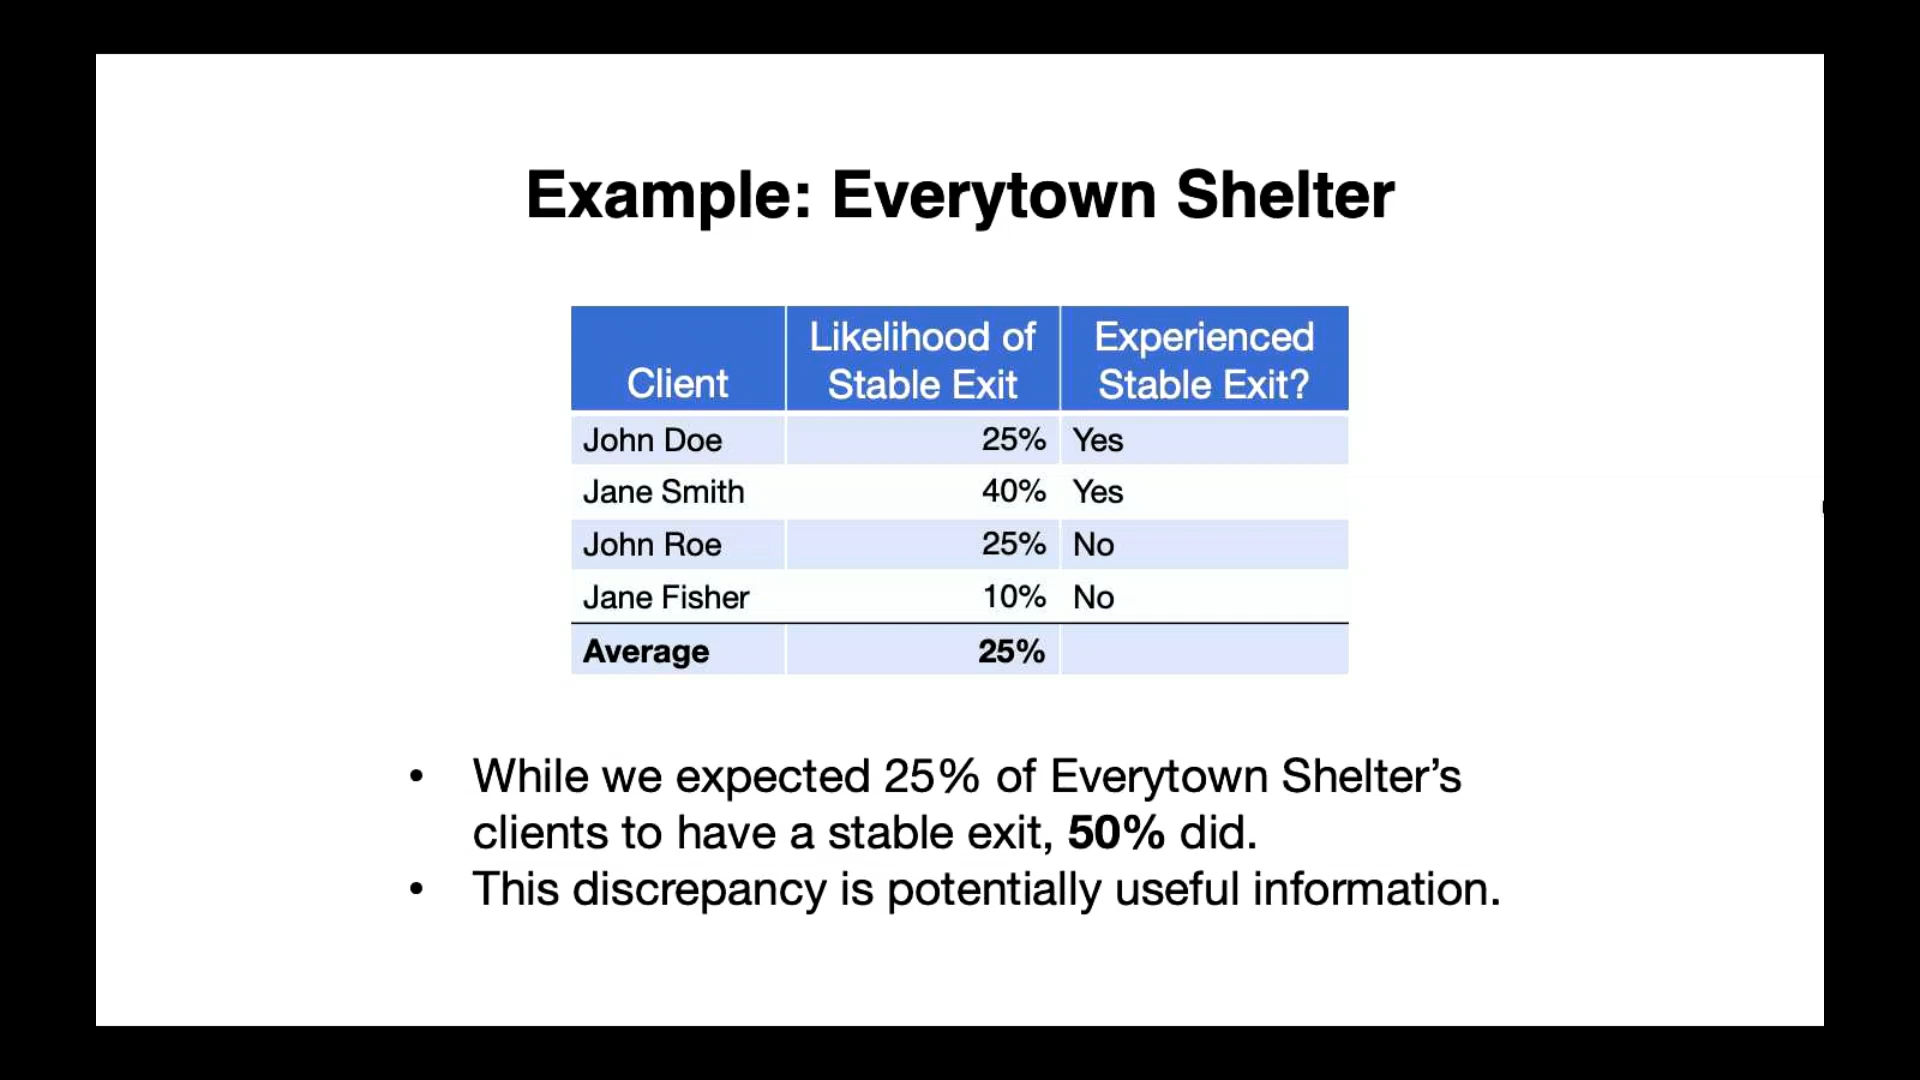 Example: Everytown Shelter
Client
Likelihood of
Stable Exit
Experienced
Stable Exit?
John Doe 25% Yes
Jane Smith 40% Yes
John Roe 25% No
Jane Fisher 10% No
Average 25%
• While we expected 25% of Everytown Shelter’s
clients to have a stable exit, 50% did.
• This discrepancy is potentially useful information.